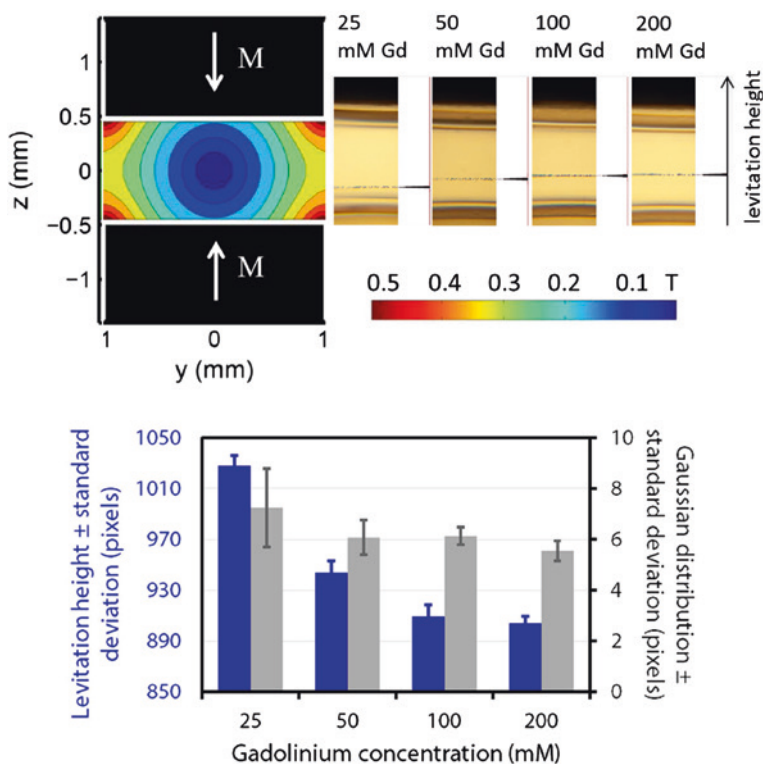 25
mM Gd
50
mM Gd
100
mM Gd
200
mM Gd
M
M
1
0.5
0
−0.5
−1
z (mm)
1
0
1
y (mm)
levitation height
0.5
0.4
0.3
0.2
0.1 T
Levitation height ± standard
deviation (pixels)
1050
1010
970
930
890
850
10
8
6
4
2
0
Gaussian distribution ±
standard deviation (pixels)
25
50
100
200
Gadolinium concentration (mM)